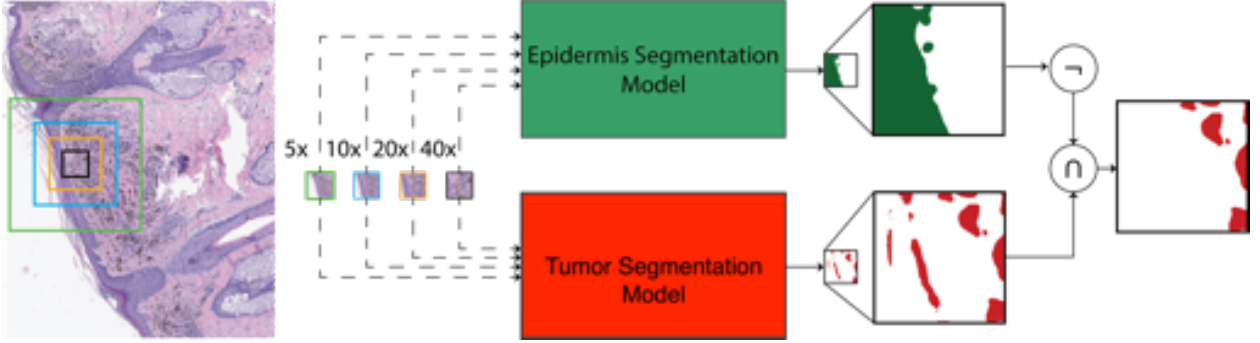 Epidermis Segmentation
Model
5x 10x 20x 40x
¬
∩
Tumor Segmentation
Model